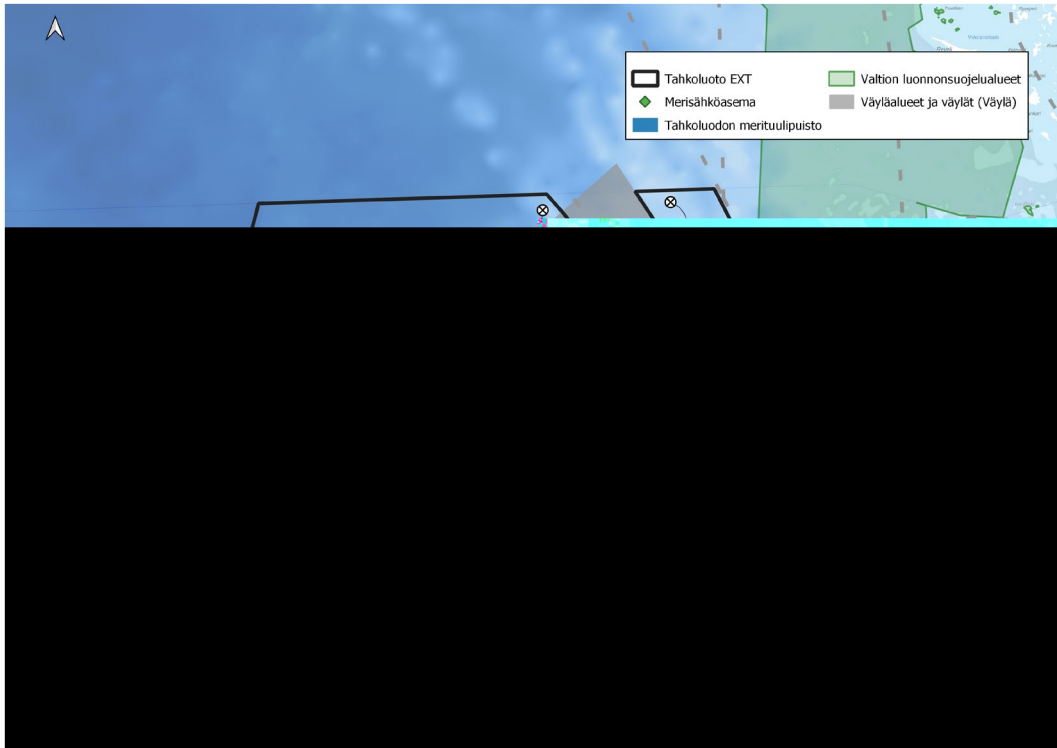 Tahkoluoto EXT
Merisähköasema
Tahkoluodon merituulipuisto
Valtion luonnonsuojelualueet
Väyläalueet ja väylät (Väylä)